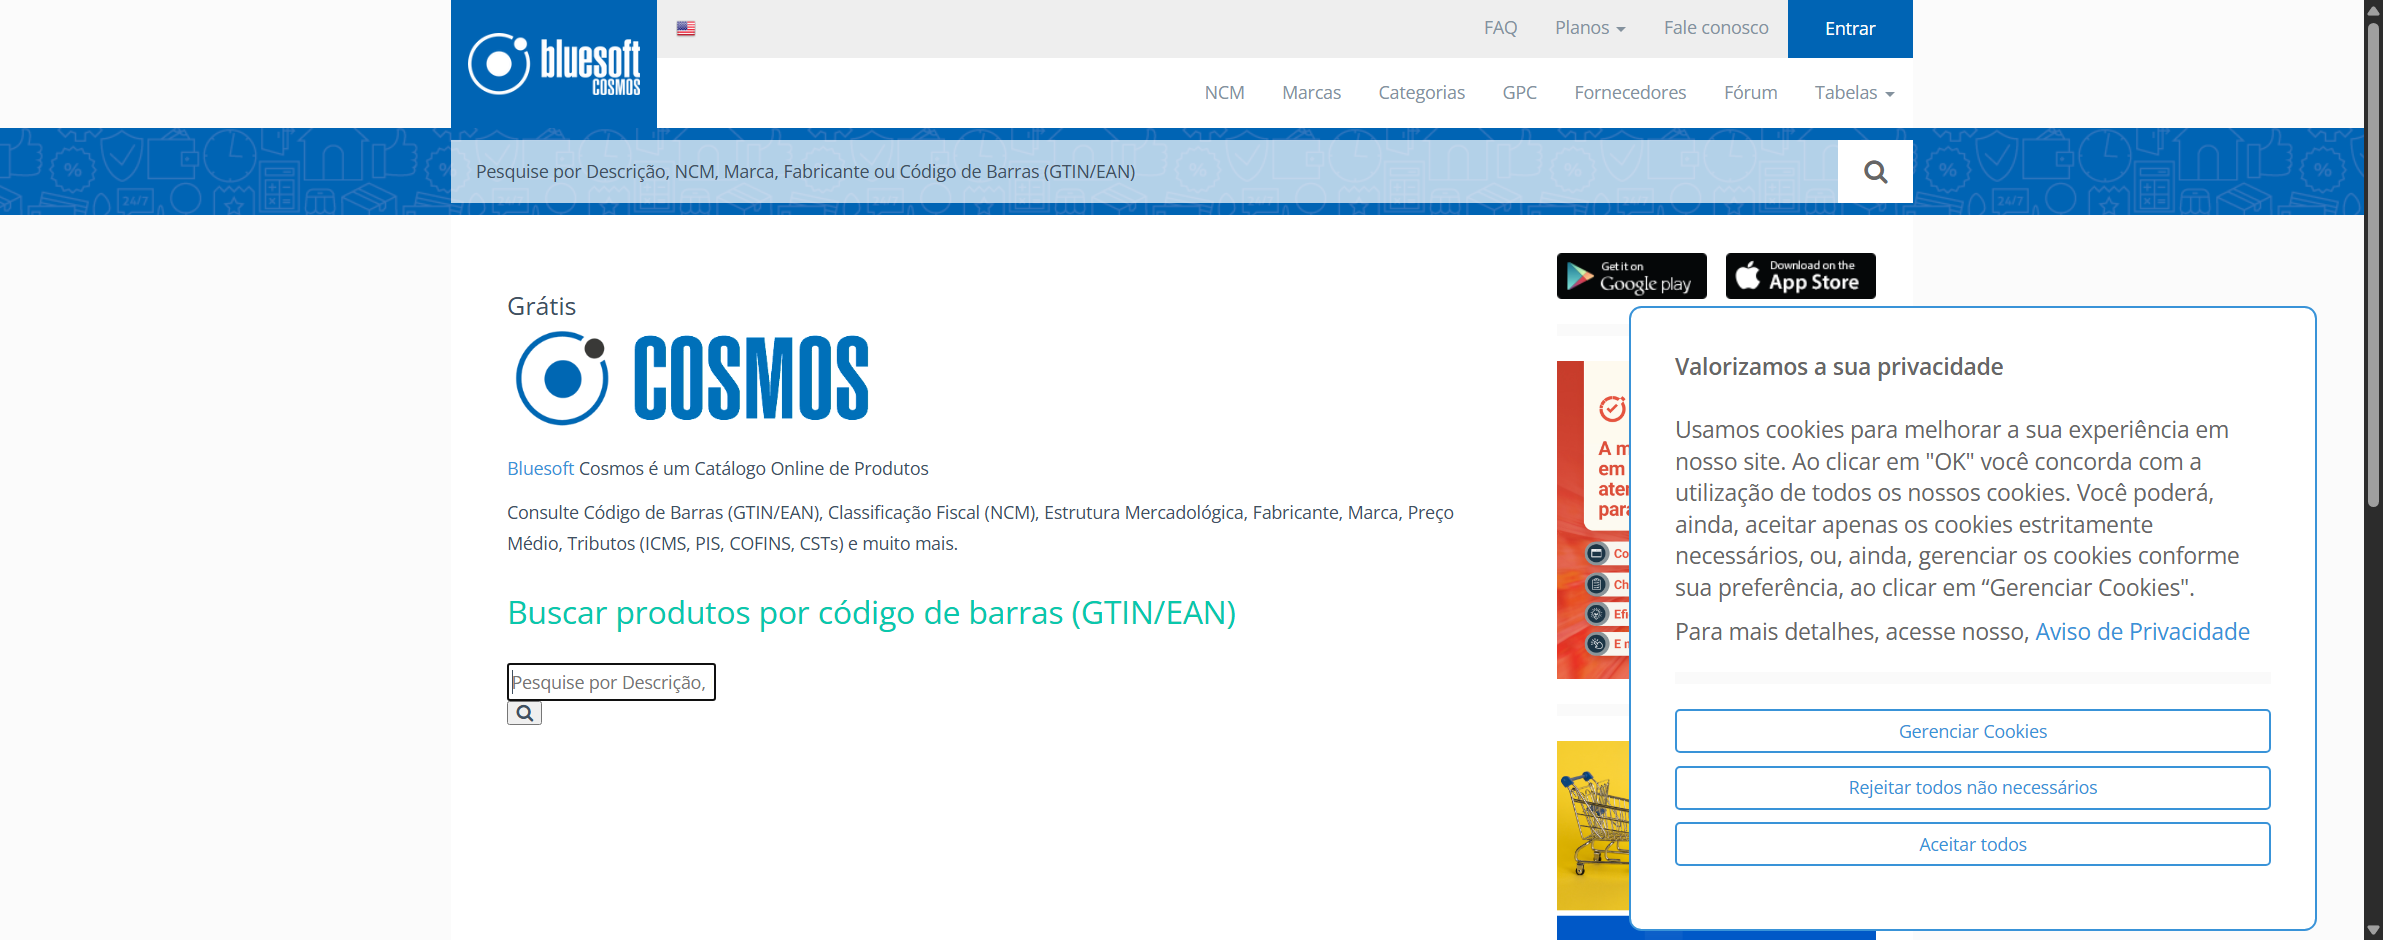 bluesoft
COSMOS
FAQ
Planos
Fale conosco
Entrar
NCM
Marcas
Categorias
GPC
Fornecedores
Fórum
Tabelas
Pesquise por Descrição, NCM, Marca, Fabricante ou Código de Barras (GTIN/EAN)
Grátis
COSMOS
Bluesoft Cosmos é um Catálogo Online de Produtos
Consulte Código de Barras (GTIN/EAN), Classificação Fiscal (NCM), Estrutura Mercadológica, Fabricante, Marca, Preço
Médio, Tributos (ICMS, PIS, COFINS, CSTs) e muito mais.
Buscar produtos por código de barras (GTIN/EAN)
Pesquise por Descrição,
Get it on
Google play
Download on the
App Store
A m
em
ater
para
Co
Ch
Efi
E m
Valorizamos a sua privacidade
Usamos cookies para melhorar a sua experiência em
nosso site. Ao clicar em "OK" você concorda com a
utilização de todos os nossos cookies. Você poderá,
ainda, aceitar apenas os cookies estritamente
necessários, ou, ainda, gerenciar os cookies conforme
sua preferência, ao clicar em “Gerenciar Cookies".
Para mais detalhes, acesse nosso, Aviso de Privacidade
Gerenciar Cookies
Rejeitar todos não necessários
Aceitar todos